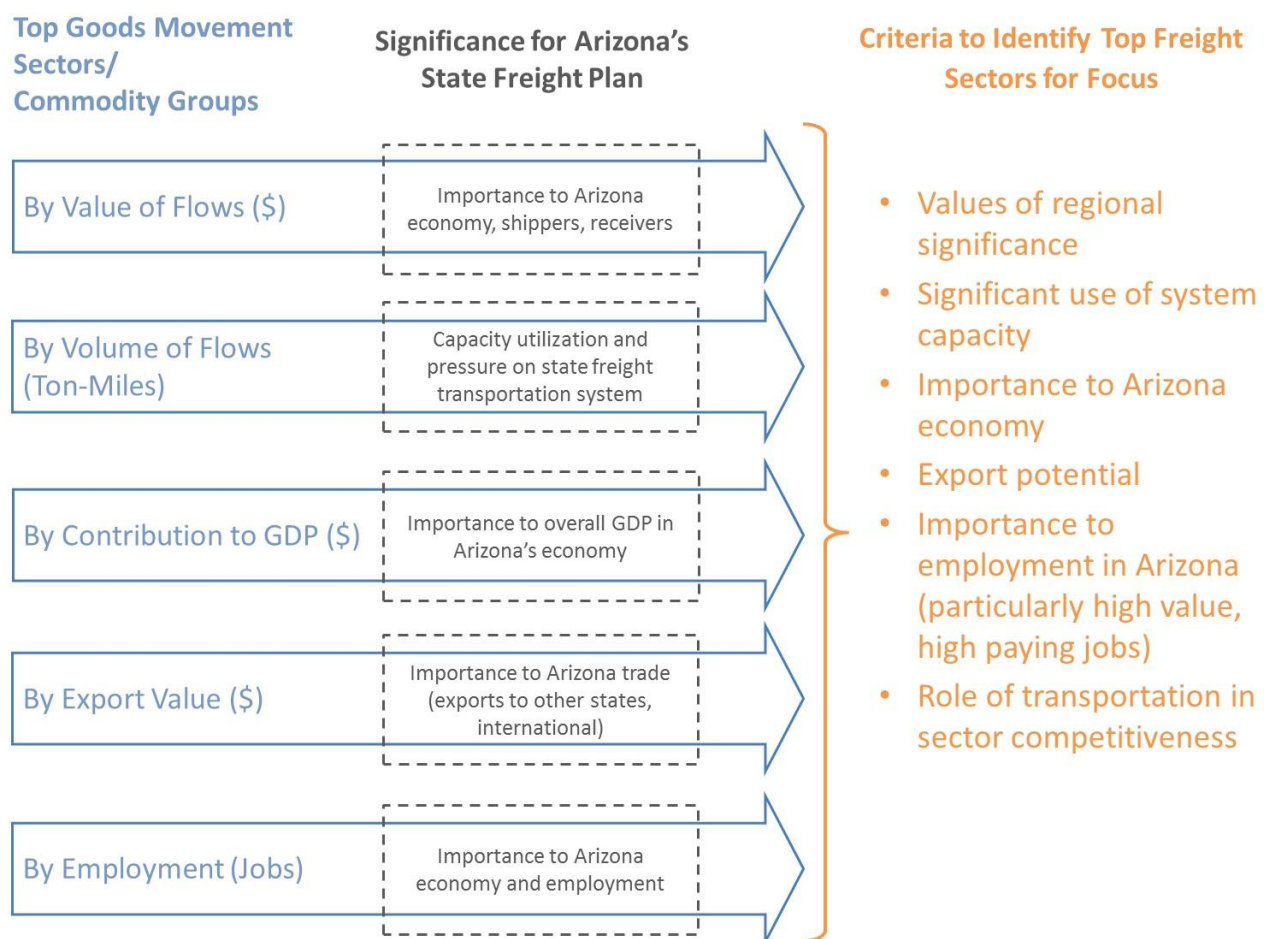 Top Goods Movement
Sectors/
Commodity Groups
Significance for Arizona's
State Freight Plan
Criteria to Identify Top Freight
Sectors for Focus
By Value of Flows ($)
Importance to Arizona
economy, shippers, receivers
By Volume of Flows
(Ton-Miles)
Capacity utilization and
pressure on state freight
transportation system
By Contribution to GDP ($)
Importance to overall GDP in
Arizona's economy
By Export Value ($)
Importance to Arizona trade
(exports to other states,
international)
By Employment (Jobs)
Importance to Arizona
economy and employment
• Values of regional
significance
• Significant use of system
capacity
• Importance to Arizona
economy
• Export potential
• Importance to
employment in Arizona
(particularly high value,
high paying jobs)
• Role of transportation in
sector competitiveness